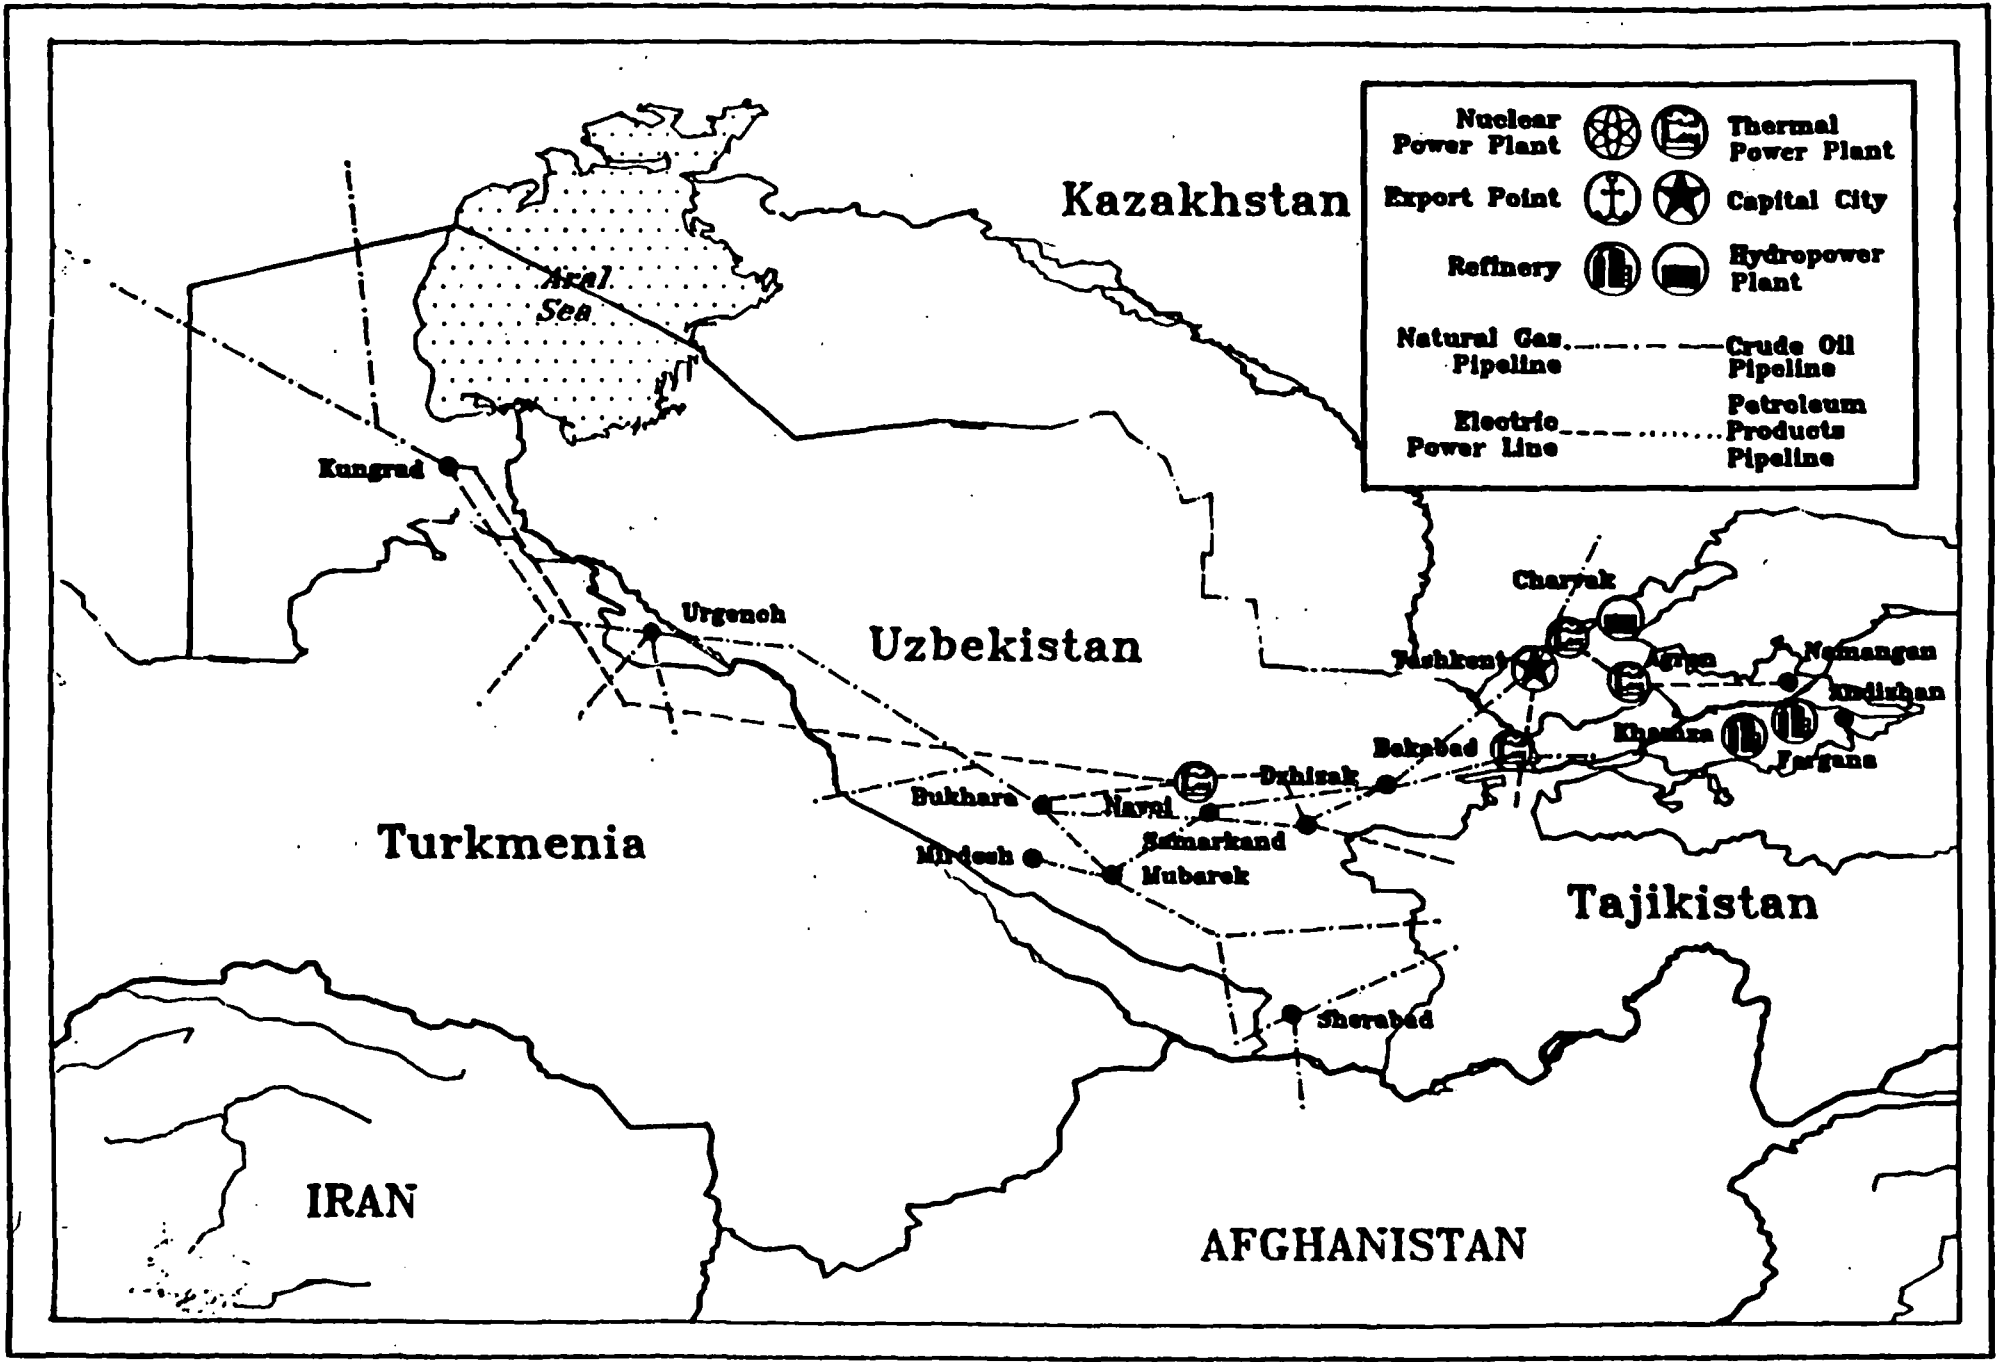 Kazakhstan
Nuclear
Power Plant
Thermal
Power Plant
Export Point
Capital City
Refinery
Hydropower
Plant
Natural Gas
Pipeline
Crude Oil
Pipeline
Electric
Power Line
Petroleum
Products
Pipeline
Aral
Sea
Kungrad
Urgench
Uzbekistan
Charvak
Tashkent
Agren
Namangan
Andizhan
Khamza
Fargana
Bekabad
Dzhizak
Bukhara
Navoi
Samarkand
Mubarek
Turkmenia
Tajikistan
Sherabad
IRAN
AFGHANISTAN